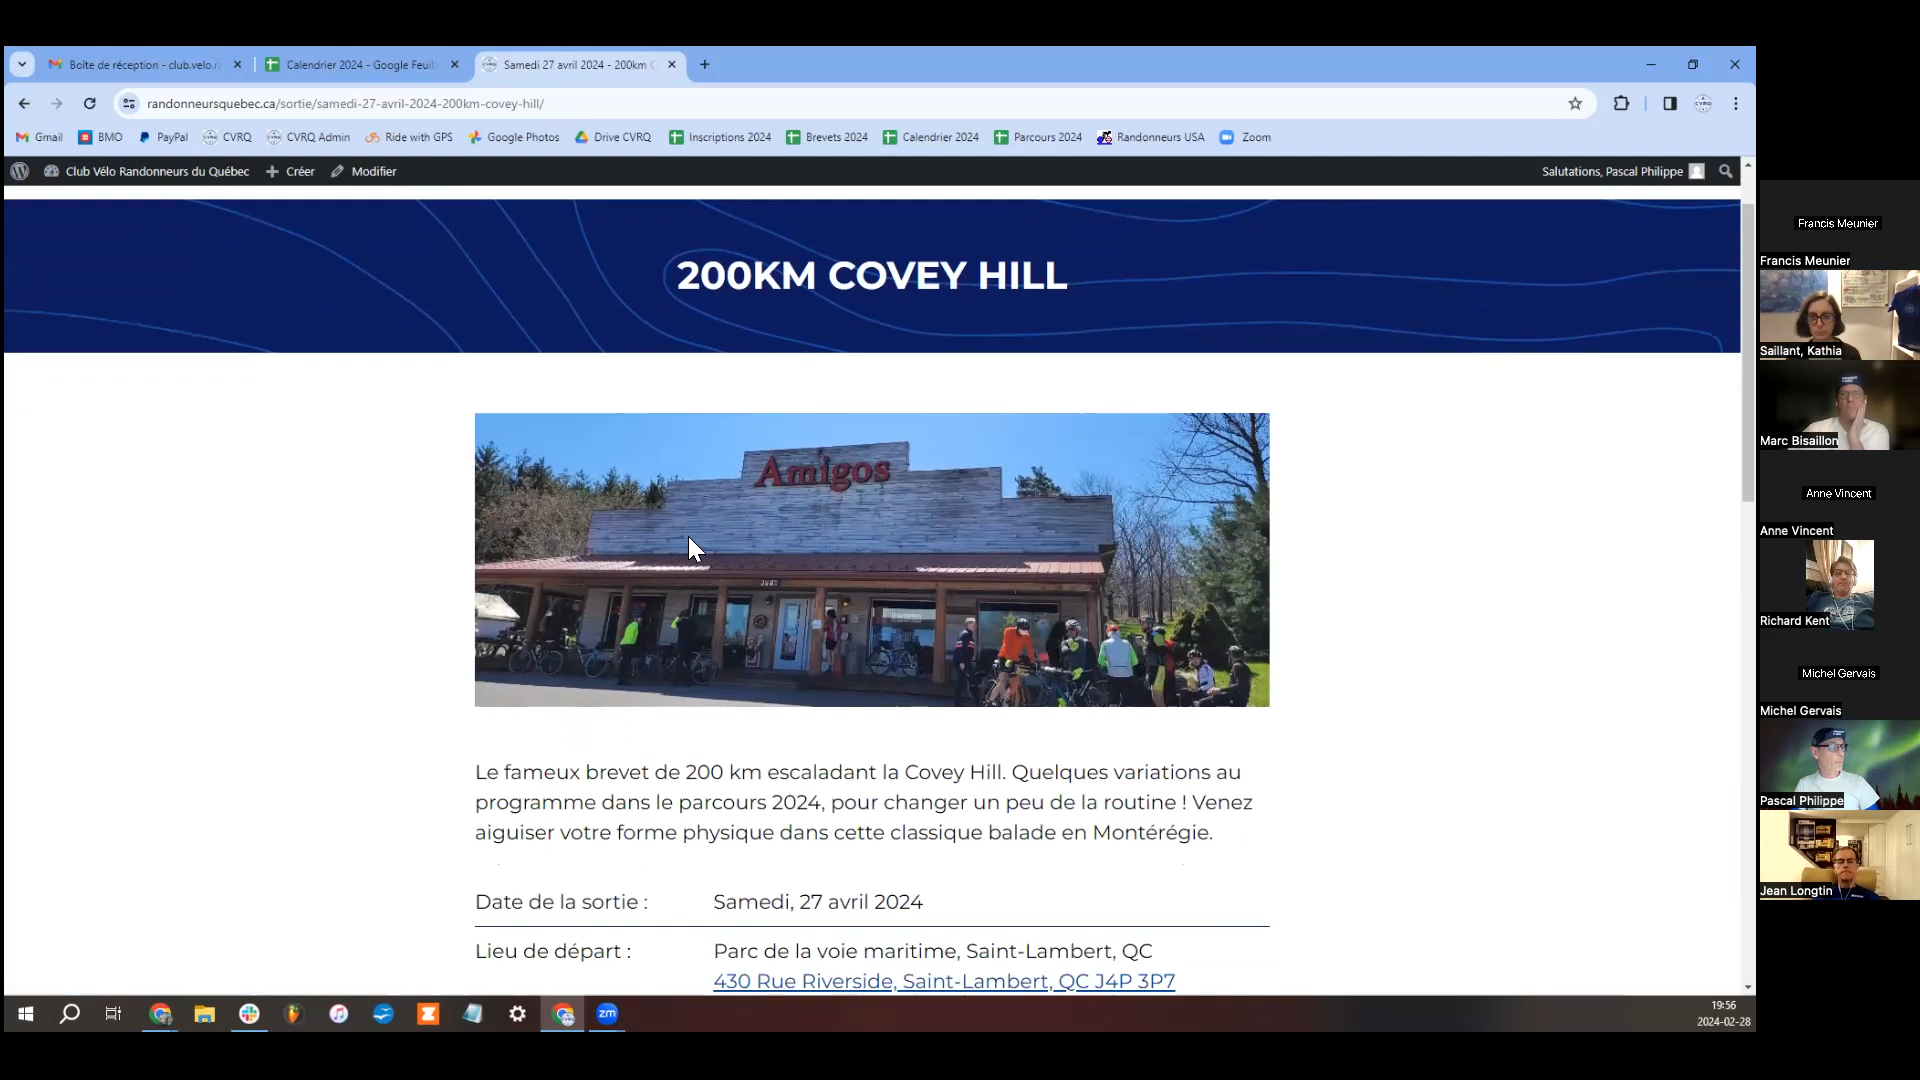 Boîte de réception - club.velo.r
Calendrier 2024 - Google Feuill
Samedi 27 avril 2024 - 200km C
randonneursquebec.ca/sortie/samedi-27-avril-2024-200km-covey-hill/
Gmail
BMO
PayPal
CVRQ
CVRQ Admin
Ride with GPS
Google Photos
Drive CVRQ
Inscriptions 2024
Brevets 2024
Calendrier 2024
Parcours 2024
Randonneurs USA
Zoom
Club Vélo Randonneurs du Québec
Créer
Modifier
Salutations, Pascal Philippe
200KM COVEY HILL
Amigos
Le fameux brevet de 200 km escaladant la Covey Hill. Quelques variations au
programme dans le parcours 2024, pour changer un peu de la routine ! Venez
aiguiser votre forme physique dans cette classique balade en Montérégie.
Date de la sortie : Samedi, 27 avril 2024
Lieu de départ : Parc de la voie maritime, Saint-Lambert, QC
430 Rue Riverside, Saint-Lambert, QC J4P 3P7
zm
19:56
2024-02-28
Francis Meunier
Francis Meunier
Saillant, Kathia
Marc Bisaillon
Anne Vincent
Anne Vincent
Richard Kent
Michel Gervais
Michel Gervais
Pascal Philippe
Jean Longtin